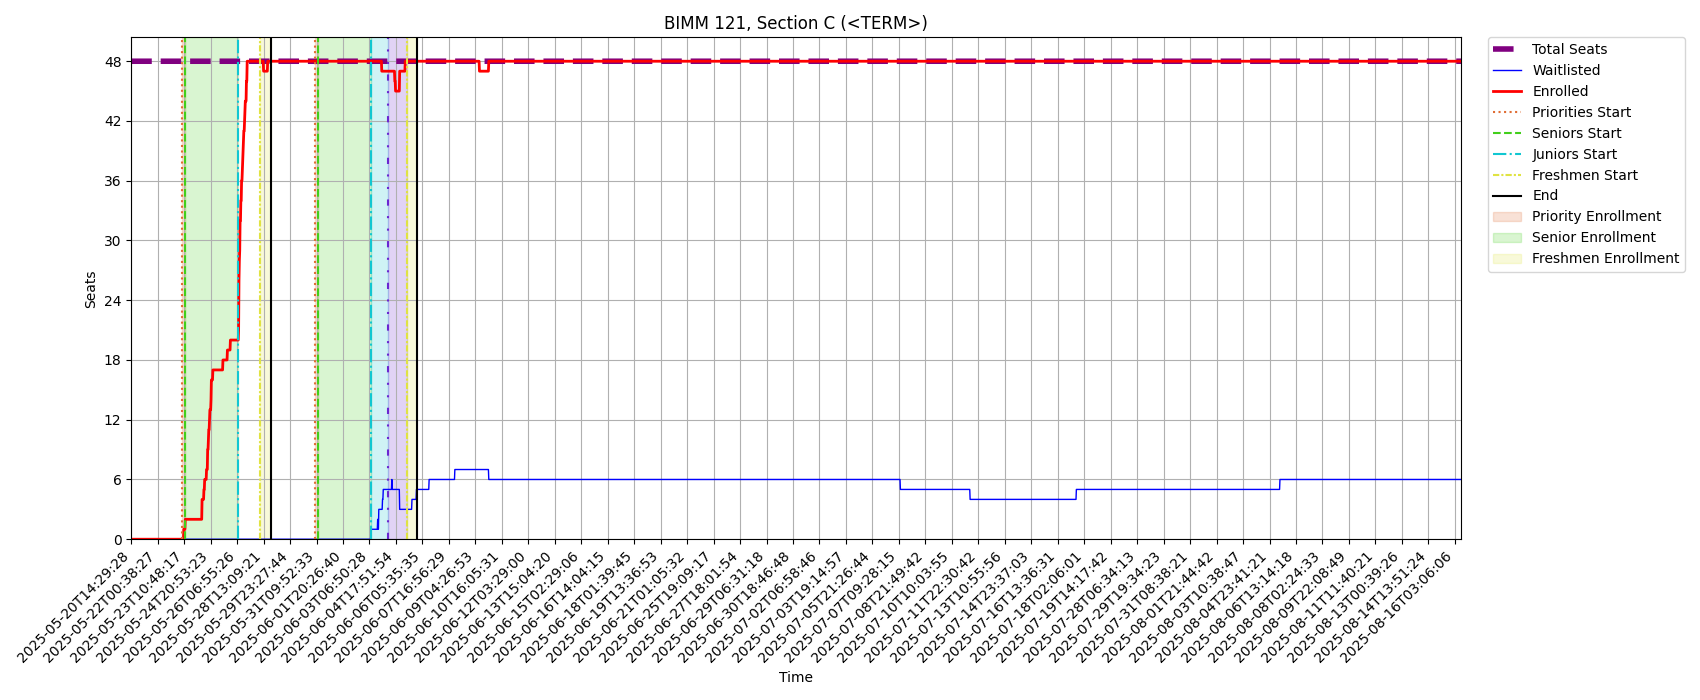 BIMM 121, Section C (<TERM>)
Total Seats
Waitlisted
Enrolled
Priorities Start
Seniors Start
Juniors Start
Freshmen Start
End
Priority Enrollment
Senior Enrollment
Freshmen Enrollment
Seats
48
42
36
30
24
18
12
6
0
2025-05-20T14:29:28
2025-05-22T00:38:27
2025-05-23T10:48:17
2025-05-24T20:53:23
2025-05-26T06:55:26
2025-05-28T13:09:21
2025-05-29T23:27:44
2025-05-31T09:52:33
2025-06-01T20:26:40
2025-06-03T06:50:28
2025-06-04T17:51:54
2025-06-06T05:35:35
2025-06-07T16:56:29
2025-06-09T04:26:53
2025-06-10T16:05:31
2025-06-12T03:29:00
2025-06-13T15:04:20
2025-06-15T02:29:06
2025-06-16T14:04:15
2025-06-18T01:39:45
2025-06-19T13:36:53
2025-06-21T01:05:32
2025-06-25T19:09:17
2025-06-27T18:01:54
2025-06-29T06:31:18
2025-06-30T18:46:48
2025-07-02T06:58:46
2025-07-03T19:14:57
2025-07-05T21:26:44
2025-07-07T09:28:15
2025-07-08T21:49:42
2025-07-10T10:03:55
2025-07-11T22:30:42
2025-07-13T10:55:56
2025-07-14T23:37:03
2025-07-16T13:36:31
2025-07-18T02:06:01
2025-07-19T14:17:42
2025-07-28T06:34:13
2025-07-29T19:34:23
2025-07-31T08:38:21
2025-08-01T21:44:42
2025-08-03T10:38:47
2025-08-04T23:41:21
2025-08-06T13:14:18
2025-08-08T02:24:33
2025-08-09T22:08:49
2025-08-11T11:40:21
2025-08-13T00:39:26
2025-08-14T13:51:24
2025-08-16T03:06:06
Time